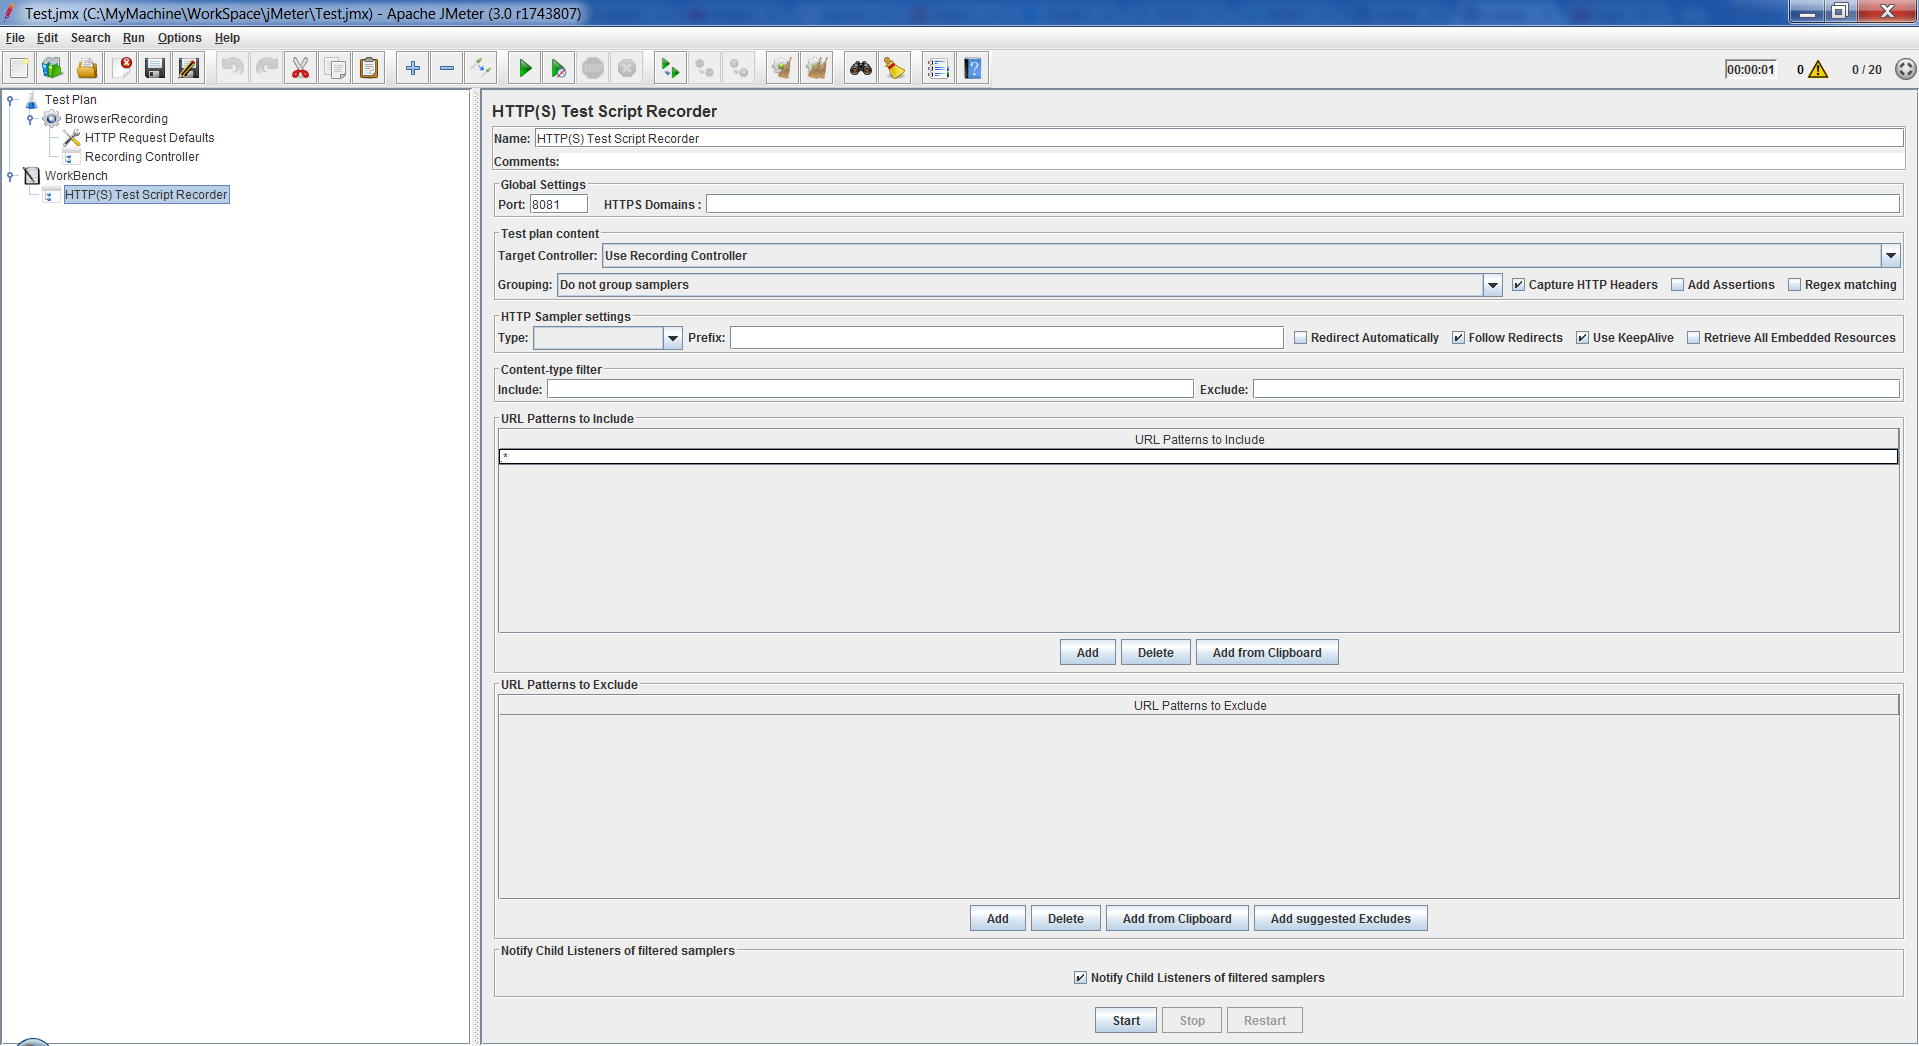 Test.jmx (C:\MyMachine\WorkSpace\jMeter\Test.jmx) - Apache JMeter (3.0 r1743807)
File Edit Search Run Options Help
STOP
00:00:01 0 0 / 20
Test Plan
BrowserRecording
HTTP Request Defaults
Recording Controller
WorkBench
HTTP(S) Test Script Recorder
HTTP(S) Test Script Recorder
Name: HTTP(S) Test Script Recorder
Comments:
Global Settings
Port: 8081 HTTPS Domains :
Test plan content
Target Controller: Use Recording Controller
Grouping: Do not group samplers Capture HTTP Headers Add Assertions Regex matching
HTTP Sampler settings
Type: Prefix: Redirect Automatically Follow Redirects Use KeepAlive Retrieve All Embedded Resources
Content-type filter
Include: Exclude:
URL Patterns to Include
URL Patterns to Include
.*
Add Delete Add from Clipboard
URL Patterns to Exclude
URL Patterns to Exclude
Add Delete Add from Clipboard Add suggested Excludes
Notify Child Listeners of filtered samplers
Notify Child Listeners of filtered samplers
Start Stop Restart